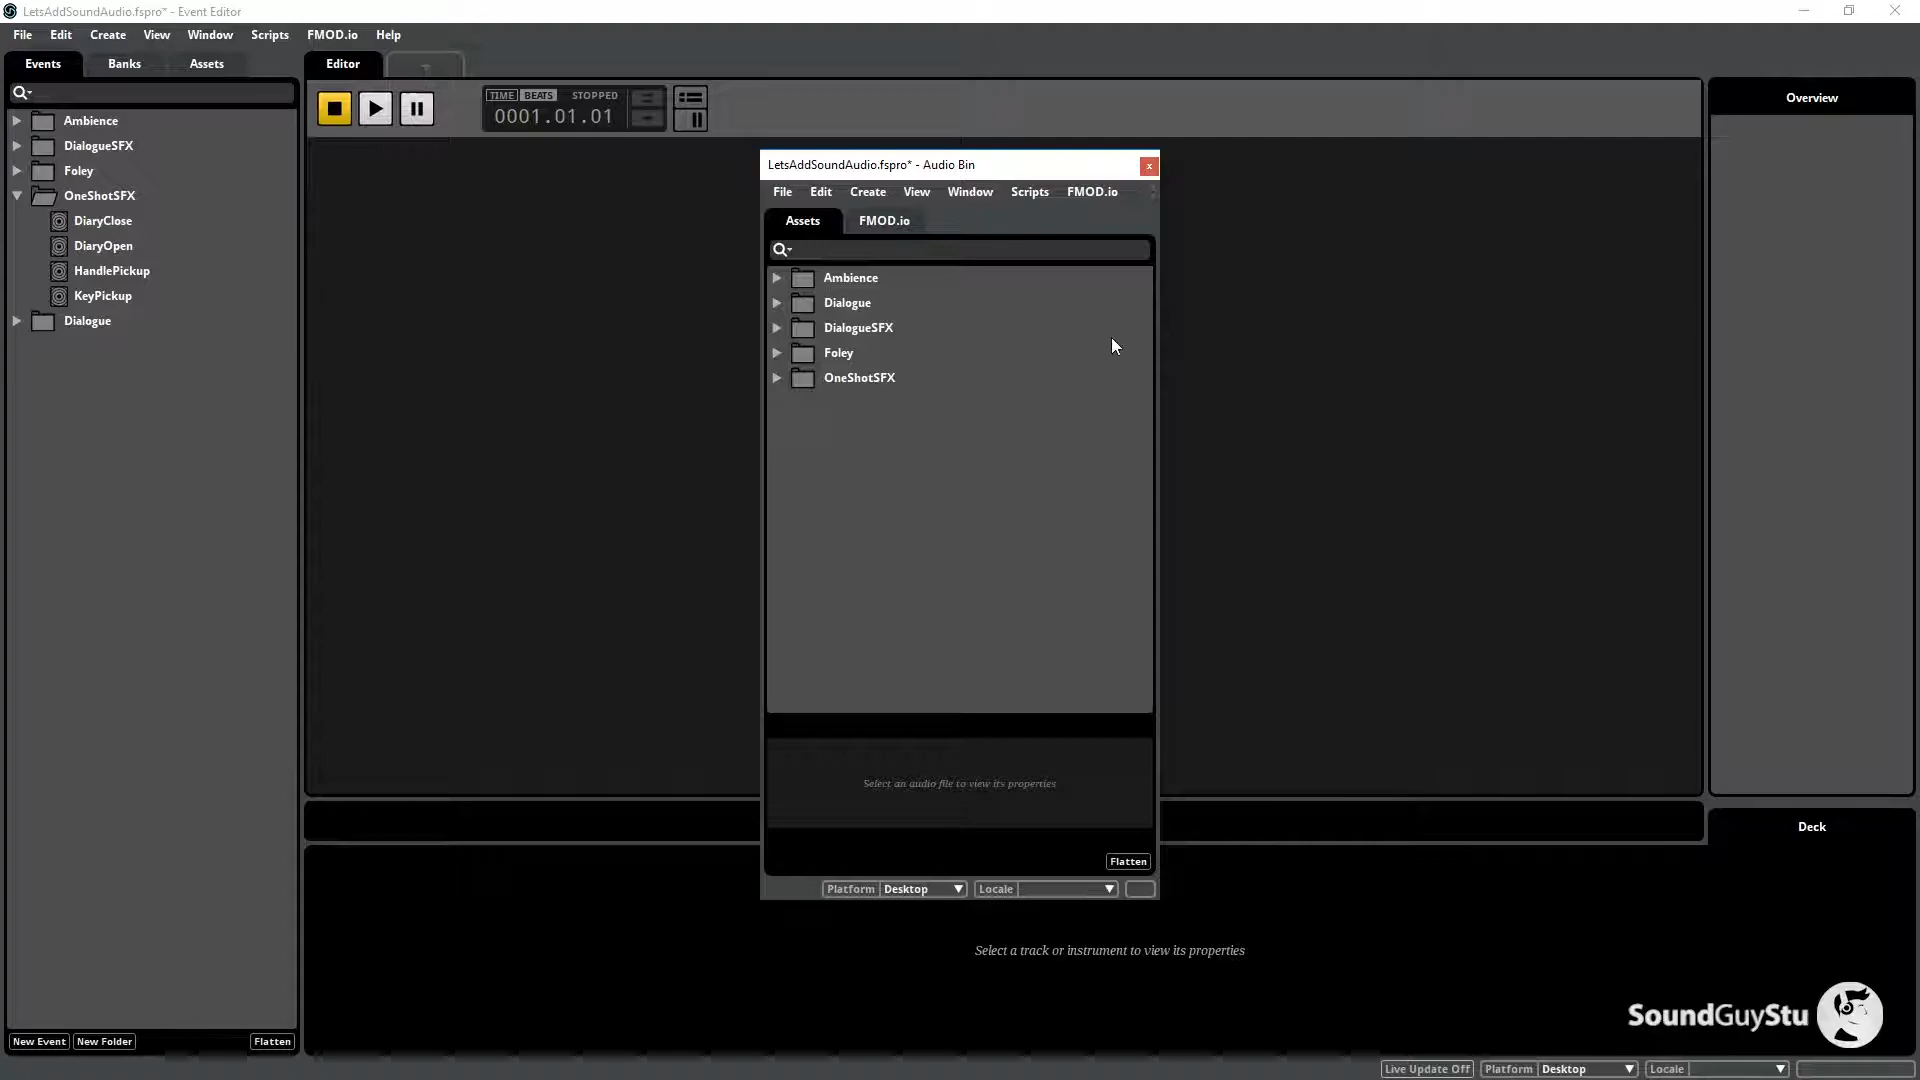 LetsAddSoundAudio.fspro* - Event Editor
File Edit Create View Window Scripts FMOD.io Help
Events Banks Assets
Editor
Ambience
DialogueSFX
Foley
OneShotSFX
DiaryClose
DiaryOpen
HandlePickup
KeyPickup
Dialogue
New Event New Folder Flatten
TIME BEATS STOPPED
0001.01.01
LetsAddSoundAudio.fspro* - Audio Bin
x
File Edit Create View Window Scripts FMOD.io
Assets FMOD.io
Ambience
Dialogue
DialogueSFX
Foley
OneShotSFX
Select an audio file to view its properties
Flatten
Platform Desktop Locale
Overview
Deck
Select a track or instrument to view its properties
SoundGuyStu
Live Update Off Platform Desktop Locale